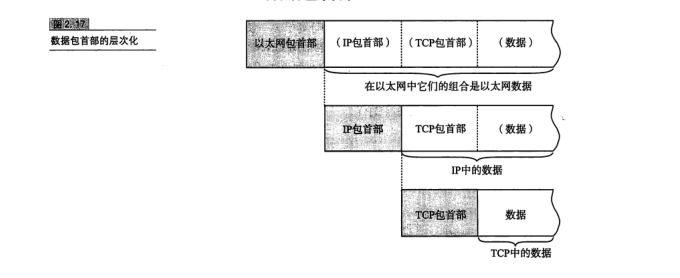 图 2.17
数据包首部的层次化
以太网包首部 （IP包首部） （TCP包首部） （数据）
在以太网中它们的组合是以太网数据
IP包首部 TCP包首部 （数据）
IP中的数据
TCP包首部 数据
TCP中的数据